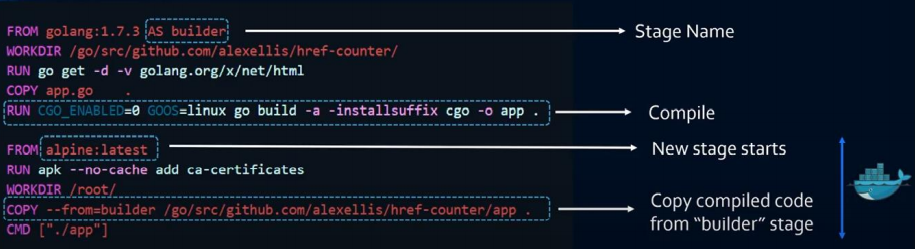 FROM golang:1.7.3 AS builder
Stage Name
WORKDIR /go/src/github.com/alexellis/href-counter/
RUN go get -d -v golang.org/x/net/html
COPY app.go .
RUN CGO_ENABLED=0 GOOS=linux go build -a -installsuffix cgo -o app .
Compile
FROM alpine:latest
New stage starts
RUN apk --no-cache add ca-certificates
WORKDIR /root/
COPY --from=builder /go/src/github.com/alexellis/href-counter/app .
Copy compiled code
from “builder” stage
CMD ["./app"]